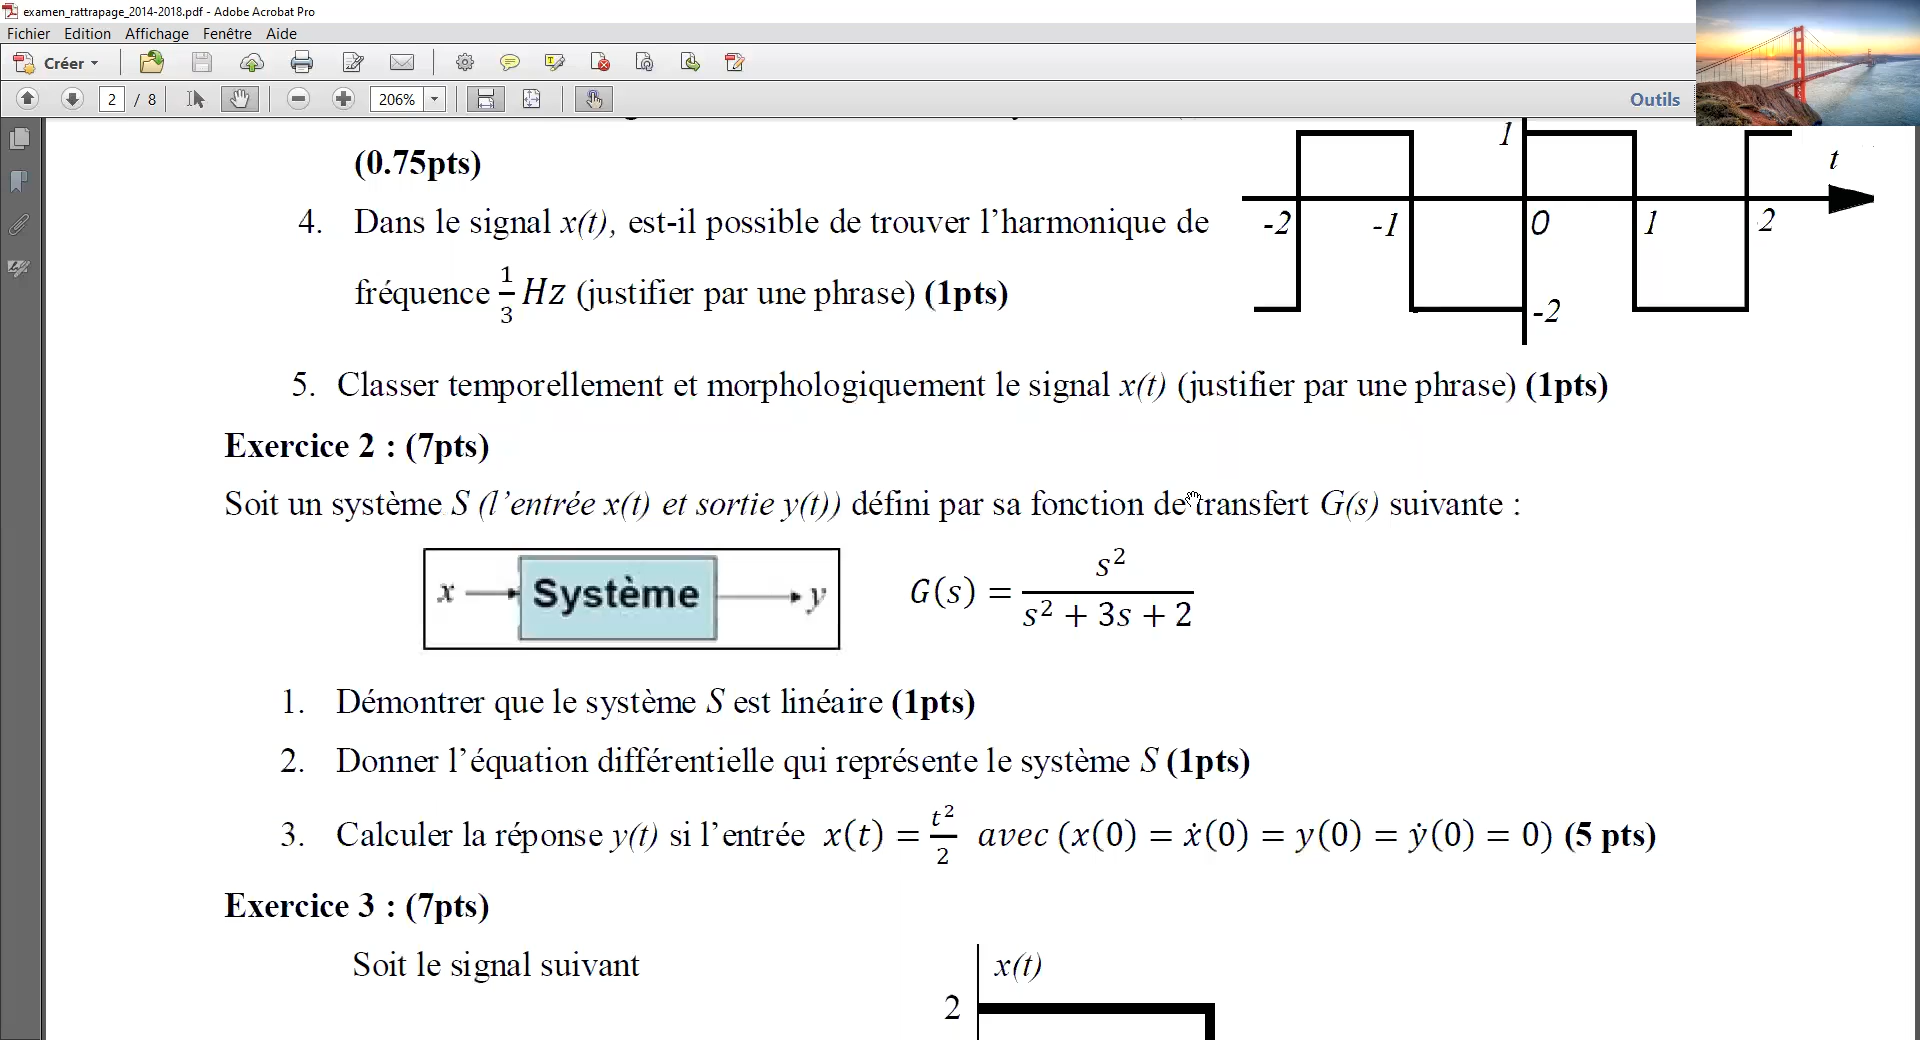 examen_rattrapage_2014-2018.pdf - Adobe Acrobat Pro
Fichier Edition Affichage Fenêtre Aide
Créer
2 / 8 206% Outils
(0.75pts)
4. Dans le signal x(t), est-il possible de trouver l'harmonique de
fréquence 1/3 Hz (justifier par une phrase) (1pts)
1
t
-2 -1 0 1 2
-2
5. Classer temporellement et morphologiquement le signal x(t) (justifier par une phrase) (1pts)
Exercice 2 : (7pts)
Soit un système S (l'entrée x(t) et sortie y(t)) défini par sa fonction de transfert G(s) suivante :
x Système y
G(s) = s²/(s² + 3s + 2)
1. Démontrer que le système S est linéaire (1pts)
2. Donner l'équation différentielle qui représente le système S (1pts)
3. Calculer la réponse y(t) si l'entrée x(t) = t²/2 avec (x(0) = ẋ(0) = y(0) = ẏ(0) = 0) (5 pts)
Exercice 3 : (7pts)
Soit le signal suivant
x(t)
2